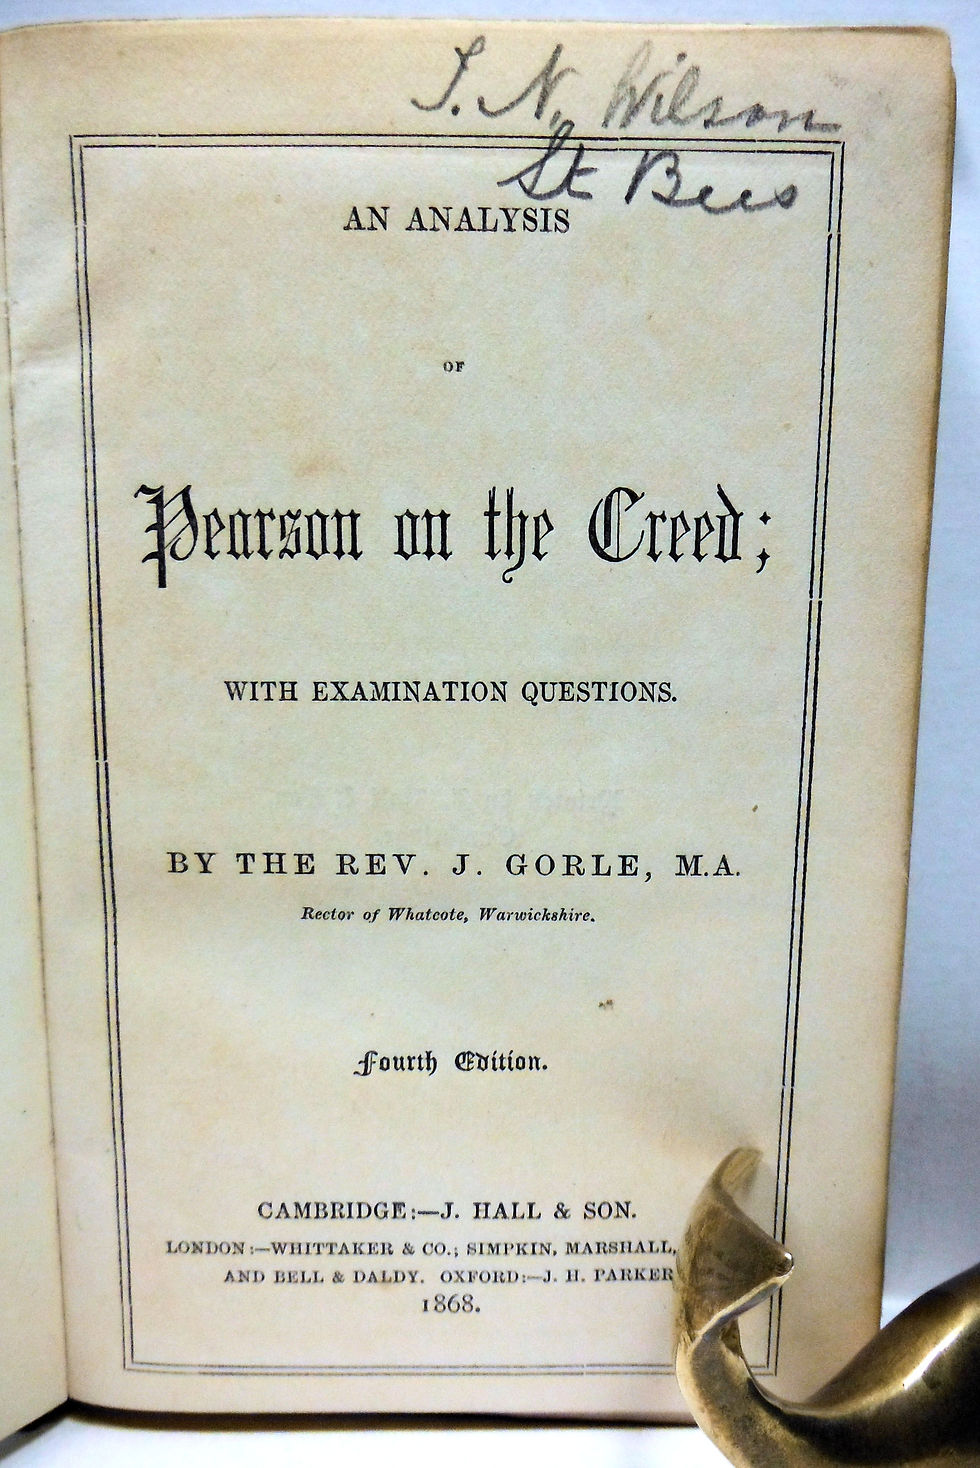 J. N. Wilson
St Bees
AN ANALYSIS
OF
Pearson on the Creed;
WITH EXAMINATION QUESTIONS.
BY THE REV. J. GORLE, M.A.
Rector of Whatcote, Warwickshire.
Fourth Edition.
CAMBRIDGE:—J. HALL & SON.
LONDON:—WHITTAKER & CO.; SIMPKIN, MARSHALL,
AND BELL & DALDY. OXFORD:—J. H. PARKER
1868.